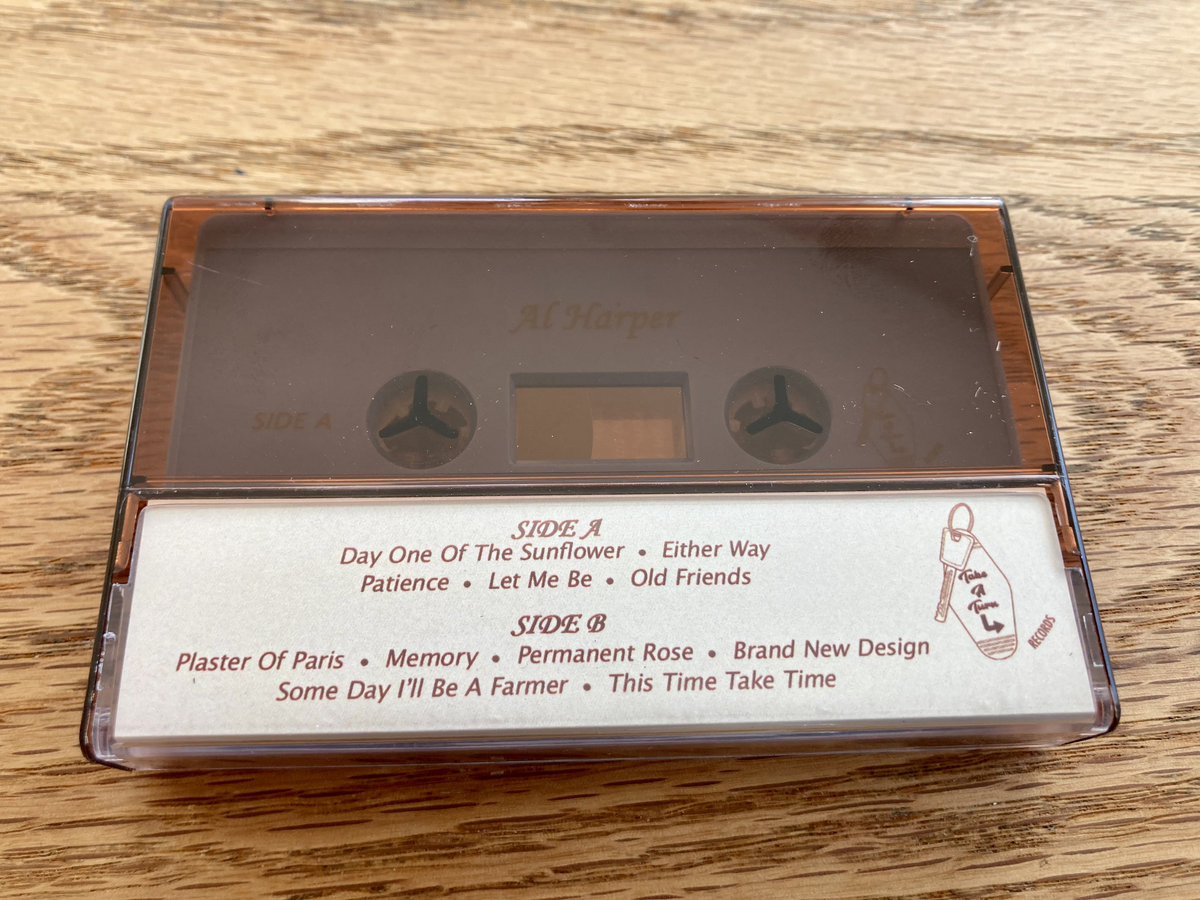 Al Harper
SIDE A
SIDE A
Day One Of The Sunflower • Either Way
Patience • Let Me Be • Old Friends
SIDE B
Plaster Of Paris • Memory • Permanent Rose • Brand New Design
Some Day I'll Be A Farmer • This Time Take Time
Take
A
Turn
RECORDS